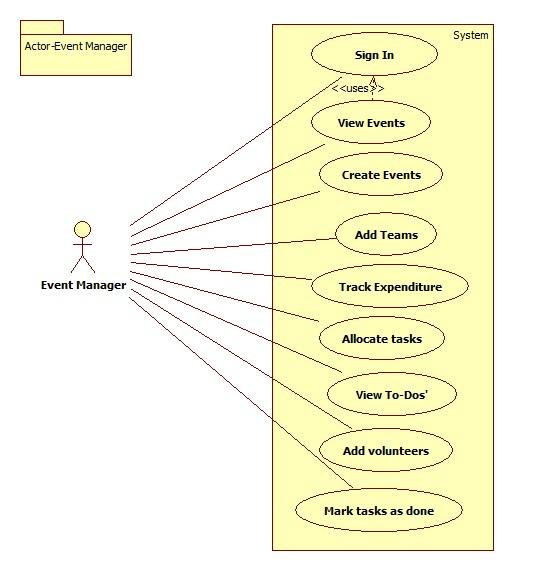 Actor-Event Manager
System
Sign In
<<uses>>
View Events
Create Events
Add Teams
Track Expenditure
Event Manager
Allocate tasks
View To-Dos'
Add volunteers
Mark tasks as done